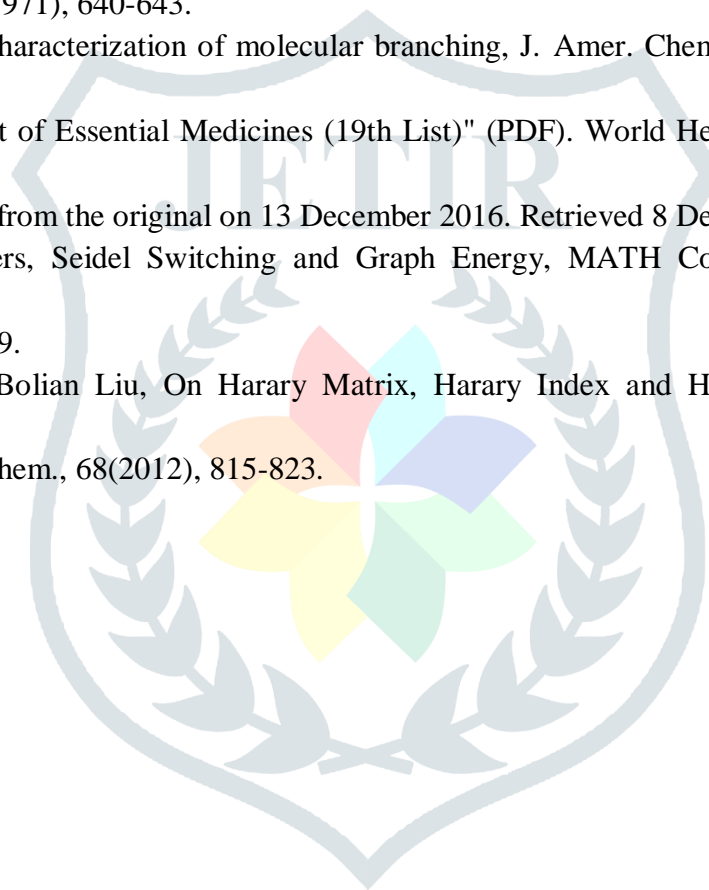 971), 640-643.
haracterization of molecular branching, J. Amer. Chem
t of Essential Medicines (19th List)" (PDF). World He
JETIR
from the original on 13 December 2016. Retrieved 8 De
ers, Seidel Switching and Graph Energy, MATH Co
9.
Bolian Liu, On Harary Matrix, Harary Index and H
hem., 68(2012), 815-823.